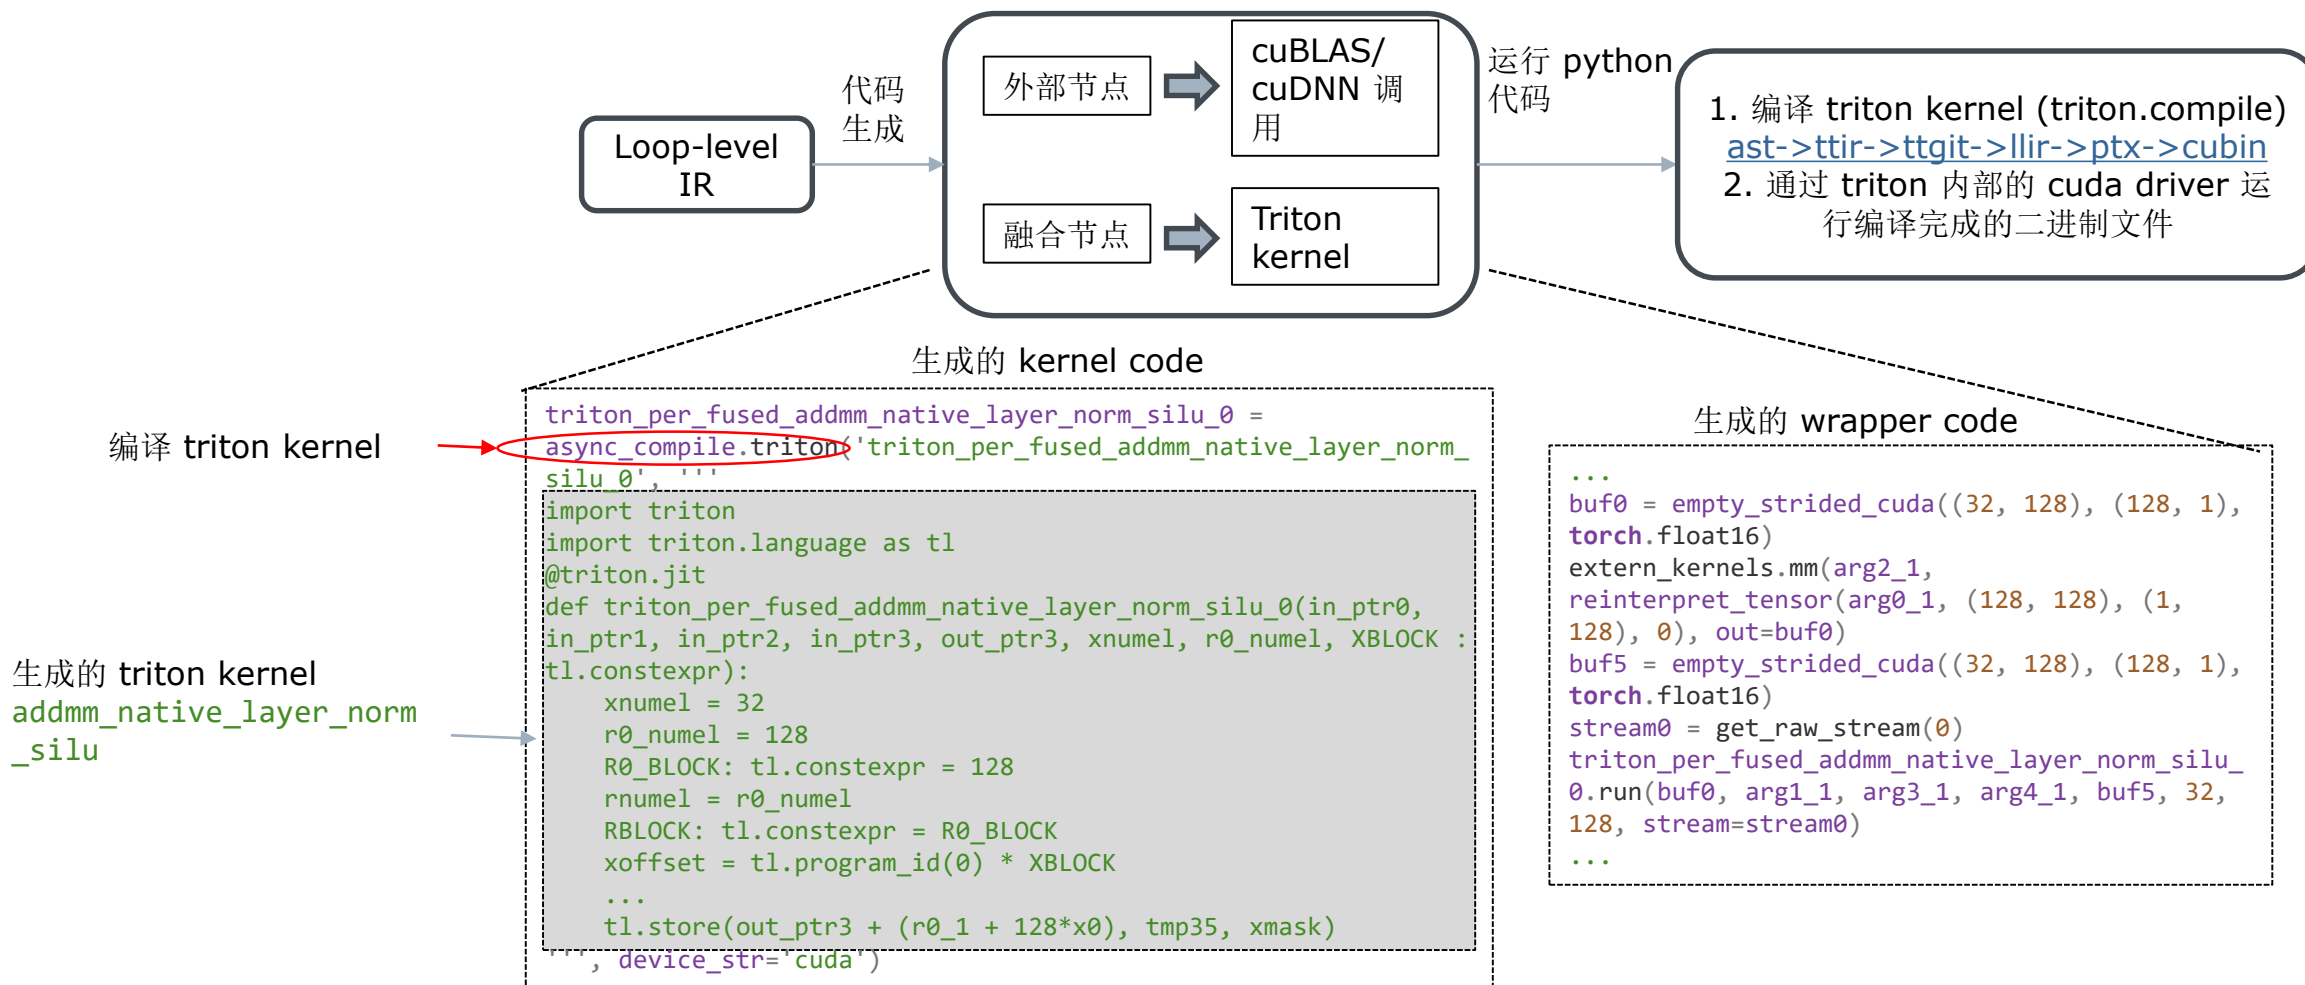 Loop-level
IR
代码
生成
外部节点
cuBLAS/
cuDNN 调
用
融合节点
Triton
kernel
运行 python
代码
1. 编译 triton kernel (triton.compile)
ast->ttir->ttgit->llir->ptx->cubin
2. 通过 triton 内部的 cuda driver 运
行编译完成的二进制文件
生成的 kernel code
编译 triton kernel
triton_per_fused_addmm_native_layer_norm_silu_0 =
async_compile.triton('triton_per_fused_addmm_native_layer_norm_
silu_0', '''
import triton
import triton.language as tl
@triton.jit
def triton_per_fused_addmm_native_layer_norm_silu_0(in_ptr0,
in_ptr1, in_ptr2, in_ptr3, out_ptr3, xnumel, r0_numel, XBLOCK :
tl.constexpr):
    xnumel = 32
    r0_numel = 128
    R0_BLOCK: tl.constexpr = 128
    rnumel = r0_numel
    RBLOCK: tl.constexpr = R0_BLOCK
    xoffset = tl.program_id(0) * XBLOCK
    ...
    tl.store(out_ptr3 + (r0_1 + 128*x0), tmp35, xmask)
''', device_str='cuda')
生成的 triton kernel
addmm_native_layer_norm
_silu
生成的 wrapper code
...
buf0 = empty_strided_cuda((32, 128), (128, 1),
torch.float16)
extern_kernels.mm(arg2_1,
reinterpret_tensor(arg0_1, (128, 128), (1,
128), 0), out=buf0)
buf5 = empty_strided_cuda((32, 128), (128, 1),
torch.float16)
stream0 = get_raw_stream(0)
triton_per_fused_addmm_native_layer_norm_silu_
0.run(buf0, arg1_1, arg3_1, arg4_1, buf5, 32,
128, stream=stream0)
...